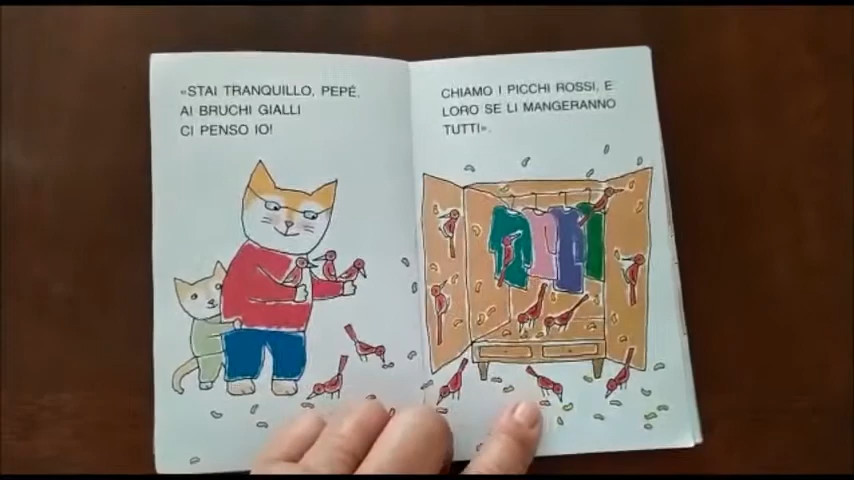 «STAI TRANQUILLO, PEPÉ,
AI BRUCHI GIALLI
CI PENSO IO!
CHIAMO I PICCHI ROSSI, E
LORO SE LI MANGERANNO
TUTTI».